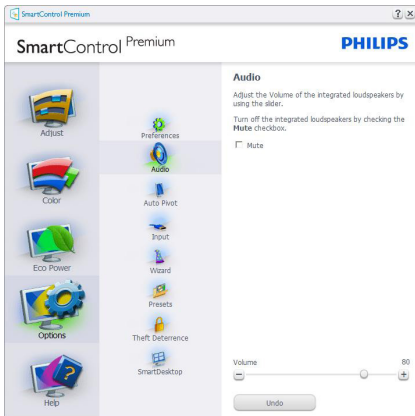 SmartControl Premium
SmartControl Premium
PHILIPS
Adjust
Color
Eco Power
Options
Help
Preferences
Audio
Auto Pivot
Input
Wizard
Presets
Theft Deterrence
SmartDesktop
Audio
Adjust the Volume of the integrated loudspeakers by
using the slider.
Turn off the integrated loudspeakers by checking the
Mute checkbox.
Mute
Volume 80
Undo